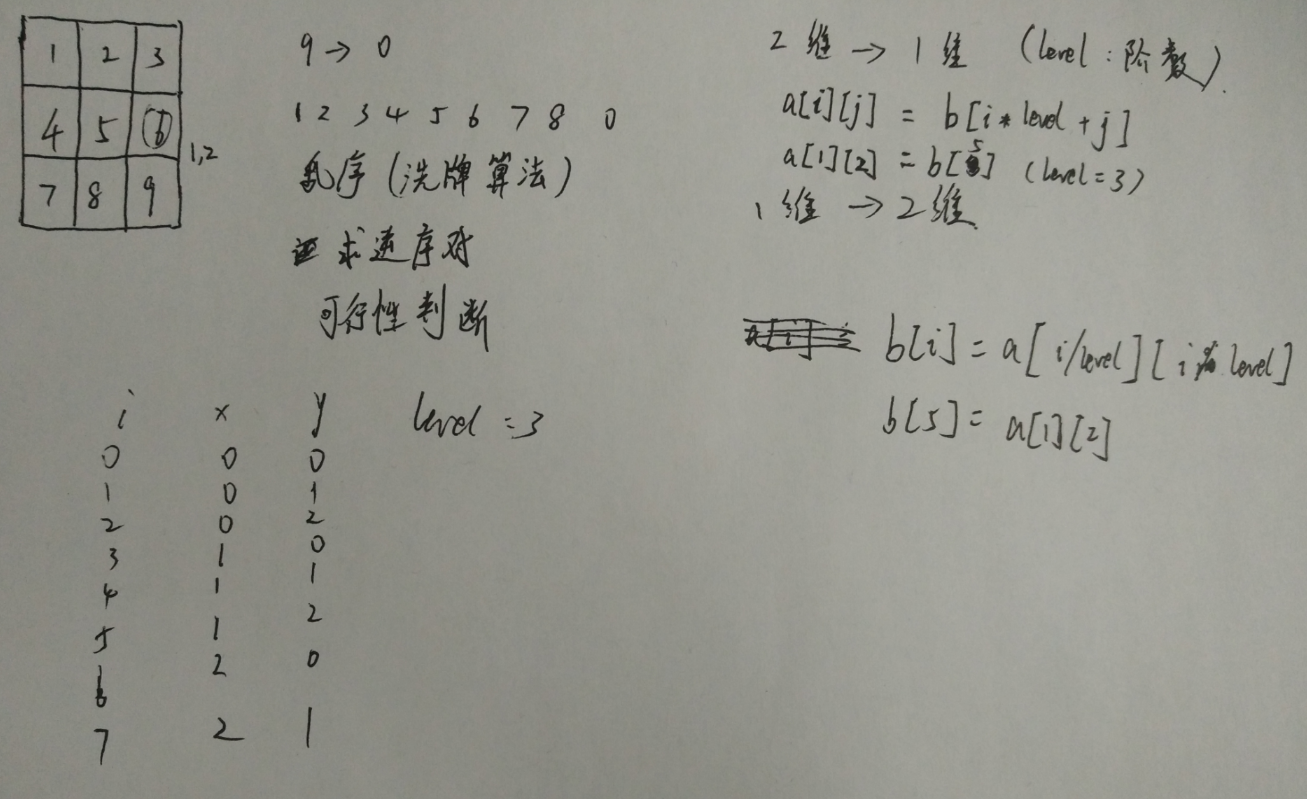 1 2 3
4 5 6
1,2
7 8 9
9 → 0
1 2 3 4 5 6 7 8 0
乱序(洗牌算法)
求逆序对
可行性判断
2维 → 1维 (level:阶数)
a[i][j] = b[i * level + j]
a[1][2] = b[5] (level=3)
1维 → 2维
b[i] = a[i/level][i % level]
b[5] = a[1][2]
i x y level = 3
0 0 0
1 0 1
2 0 2
3 1 0
4 1 1
5 1 2
6 2 0
7 2 1